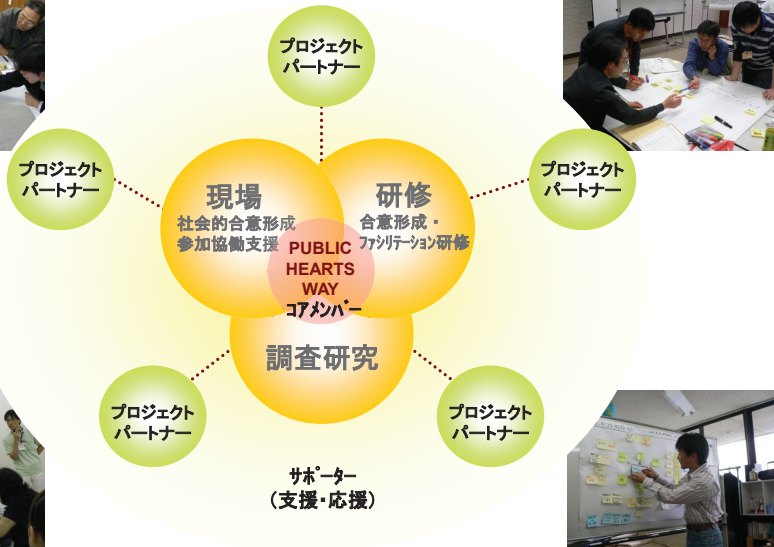 プロジェクト
パートナー
プロジェクト
パートナー
プロジェクト
パートナー
現場
社会的合意形成
参加協働支援
研修
合意形成・
ﾌｧｼﾘﾃｰｼｮﾝ研修
PUBLIC
HEARTS
WAY
ｺｱﾒﾝﾊﾞｰ
調査研究
プロジェクト
パートナー
プロジェクト
パートナー
ｻﾎﾟｰﾀｰ
（支援・応援）